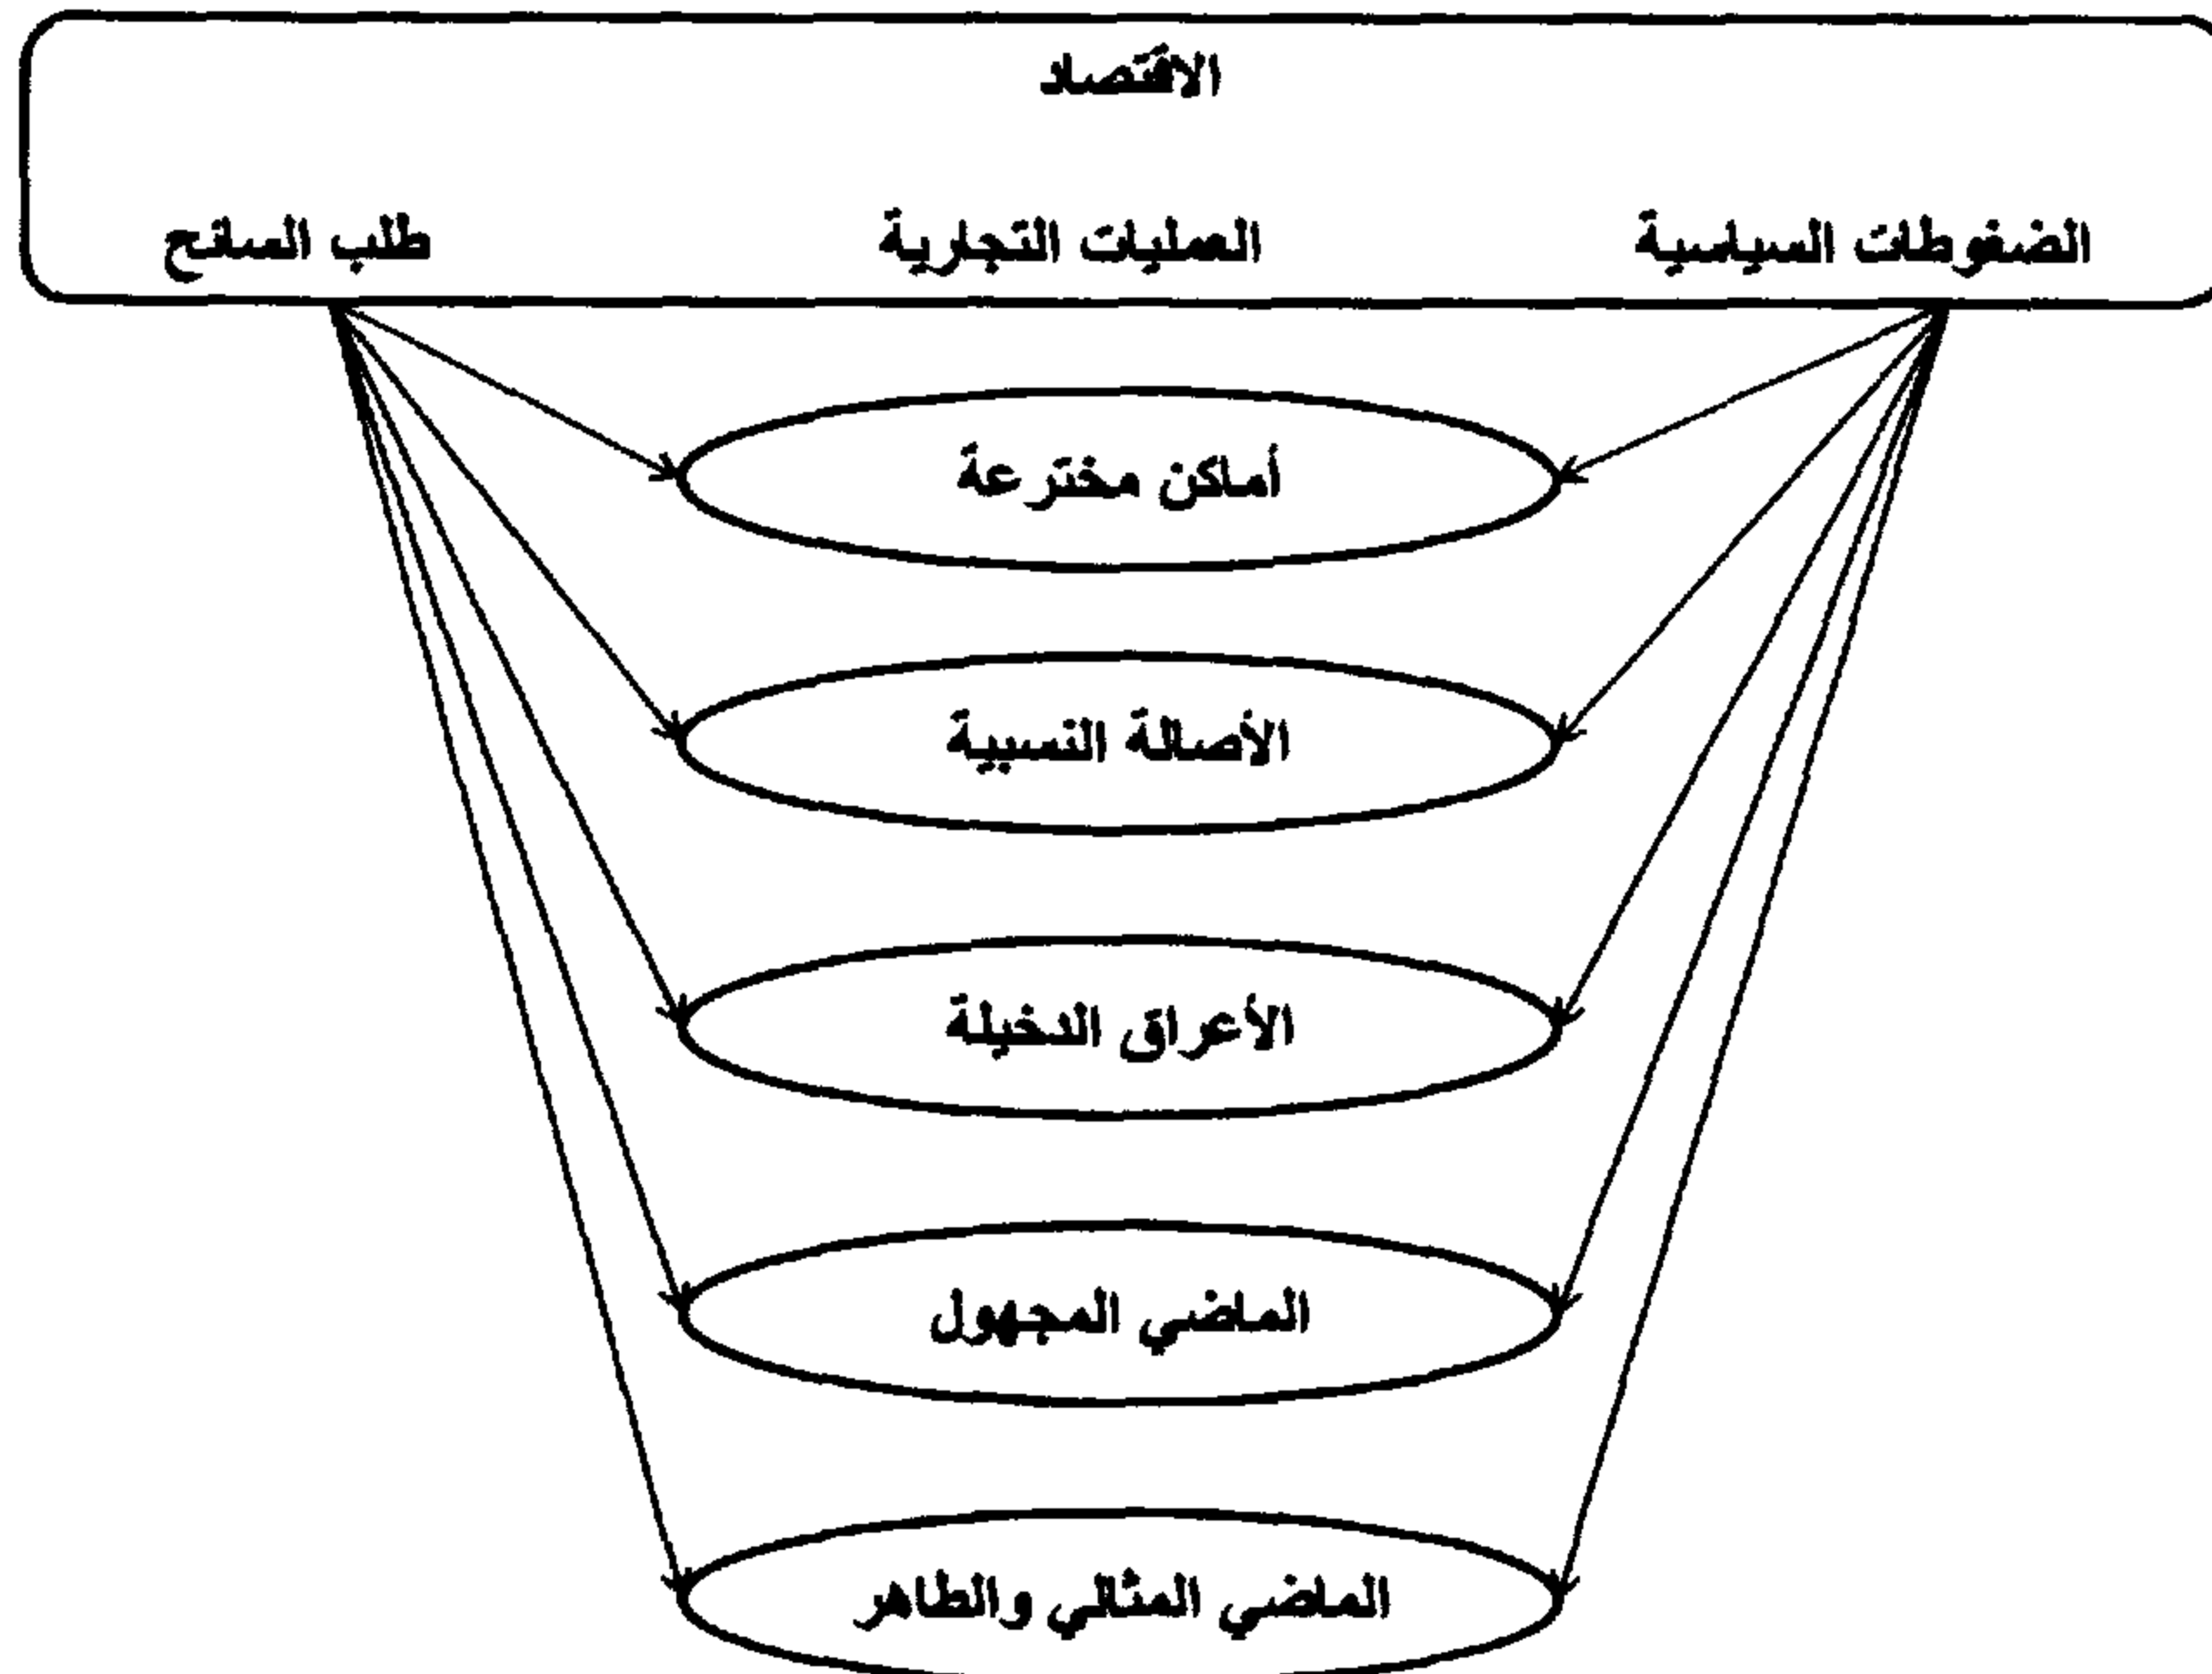 الاقتصاد
الضغوطات السياسية العمليات التجارية طلب السائح
أماكن مخترعة
الأصالة النسبية
الأعراق الدخيلة
الماضي المجهول
الماضي المثالي والطاهر